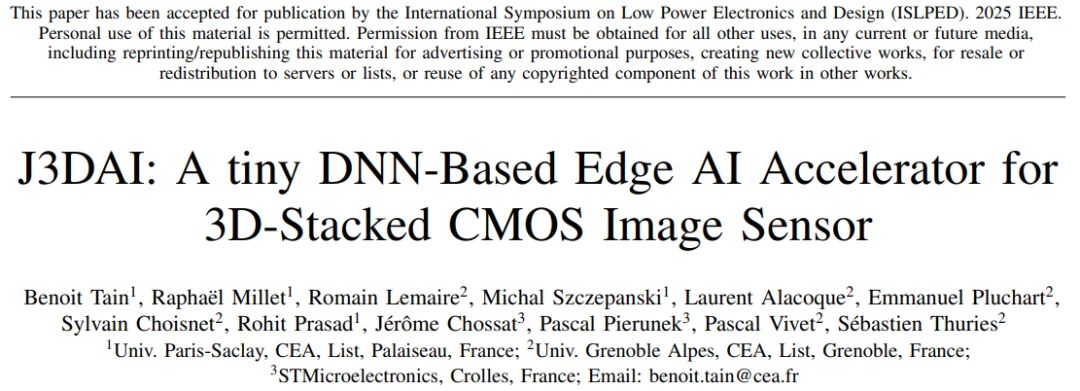 This paper has been accepted for publication by the International Symposium on Low Power Electronics and Design (ISLPED). 2025 IEEE.
Personal use of this material is permitted. Permission from IEEE must be obtained for all other uses, in any current or future media,
including reprinting/republishing this material for advertising or promotional purposes, creating new collective works, for resale or
redistribution to servers or lists, or reuse of any copyrighted component of this work in other works.
J3DAI: A tiny DNN-Based Edge AI Accelerator for
3D-Stacked CMOS Image Sensor
Benoit Tain¹, Raphaël Millet¹, Romain Lemaire², Michal Szczepanski¹, Laurent Alacoque², Emmanuel Pluchart²,
Sylvain Choisnet², Rohit Prasad¹, Jérôme Chossat³, Pascal Pierunek³, Pascal Vivet², Sébastien Thuries²
¹Univ. Paris-Saclay, CEA, List, Palaiseau, France; ²Univ. Grenoble Alpes, CEA, List, Grenoble, France;
³STMicroelectronics, Crolles, France; Email: benoit.tain@cea.fr